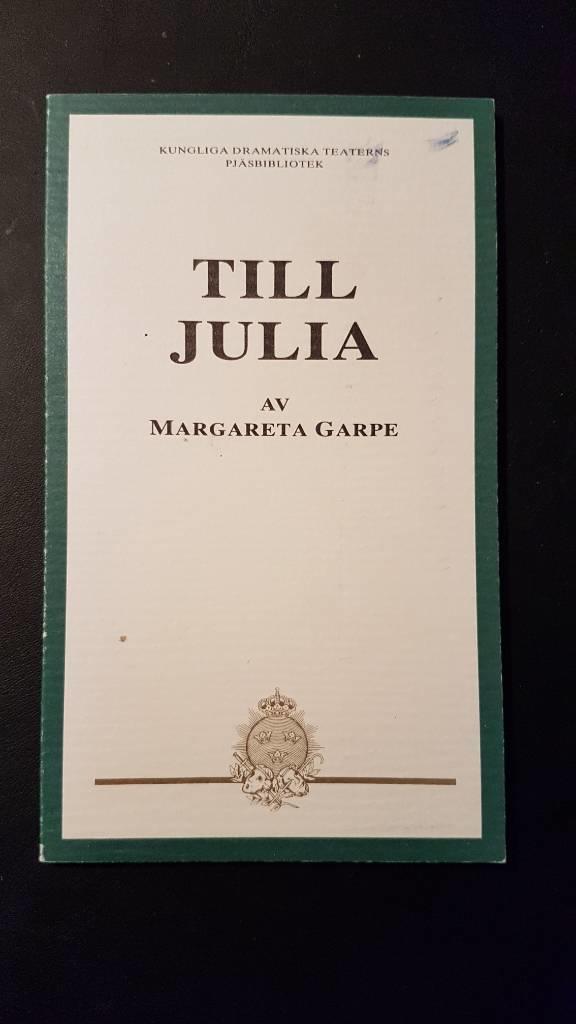 KUNGLIGA DRAMATISKA TEATERNS
PJÄSBIBLIOTEK
TILL
JULIA
AV
MARGARETA GARPE